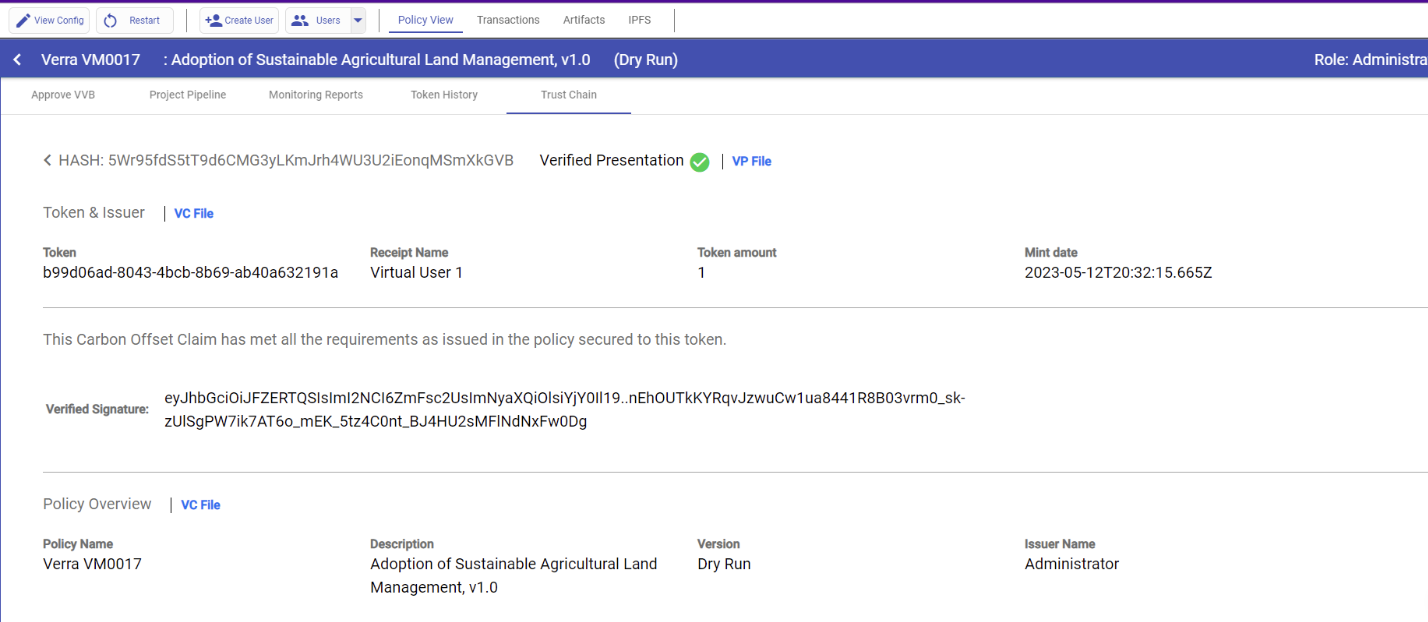 View Config Restart Create User Users Policy View Transactions Artifacts IPFS
Verra VM0017 : Adoption of Sustainable Agricultural Land Management, v1.0 (Dry Run) Role: Administra
Approve VVB Project Pipeline Monitoring Reports Token History Trust Chain
HASH: 5Wr95fdS5tT9d6CMG3yLKmJrh4WU3U2iEonqMSmXkGVB Verified Presentation | VP File
Token & Issuer | VC File
Token Receipt Name Token amount Mint date
b99d06ad-8043-4bcb-8b69-ab40a632191a Virtual User 1 1 2023-05-12T20:32:15.665Z
This Carbon Offset Claim has met all the requirements as issued in the policy secured to this token.
Verified Signature: eyJhbGciOiJFZERTQSIsImI2NCI6ZmFsc2UsImNyaXQiOlsiYjY0Il19..nEhOUTkKYRqvJzwuCw1ua8441R8B03vrm0_sk-
zUlSgPW7ik7AT6o_mEK_5tz4C0nt_BJ4HU2sMFlNdNxFw0Dg
Policy Overview | VC File
Policy Name Description Version Issuer Name
Verra VM0017 Adoption of Sustainable Agricultural Land Dry Run Administrator
Management, v1.0